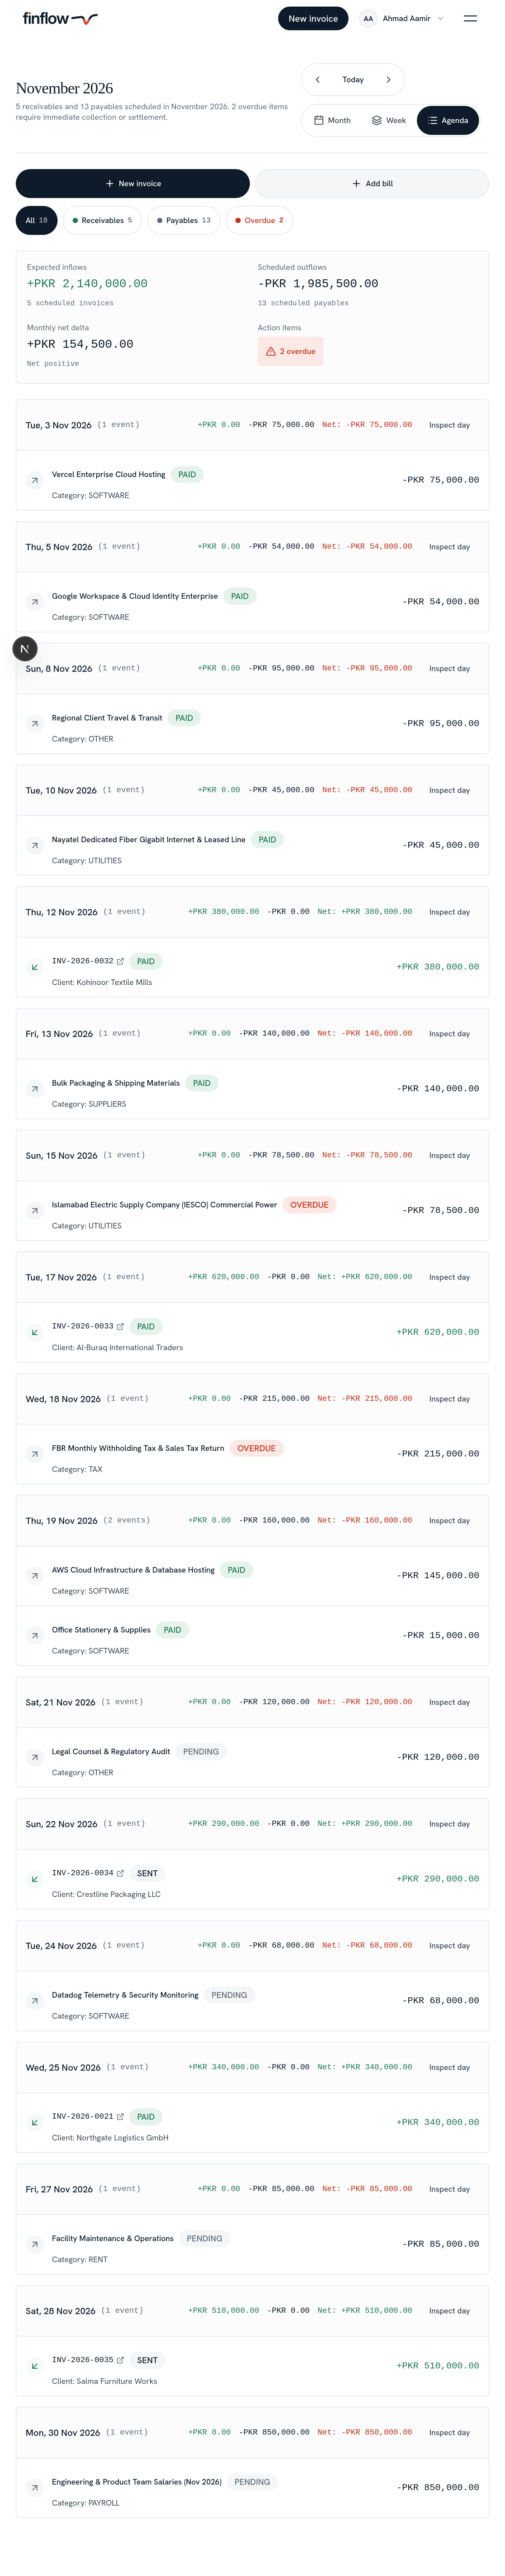 finflow
New invoice
AA
Ahmad Aamir
November 2026
5 receivables and 13 payables scheduled in November 2026. 2 overdue items
require immediate collection or settlement.
Today
Month
Week
Agenda
New invoice
Add bill
All 18
Receivables 5
Payables 13
Overdue 2
Expected inflows
+PKR 2,140,000.00
5 scheduled invoices
Scheduled outflows
-PKR 1,985,500.00
13 scheduled payables
Monthly net delta
+PKR 154,500.00
Net positive
Action items
2 overdue
Tue, 3 Nov 2026 (1 event) +PKR 0.00 -PKR 75,000.00 Net: -PKR 75,000.00 Inspect day
Vercel Enterprise Cloud Hosting PAID -PKR 75,000.00
Category: SOFTWARE
Thu, 5 Nov 2026 (1 event) +PKR 0.00 -PKR 54,000.00 Net: -PKR 54,000.00 Inspect day
Google Workspace & Cloud Identity Enterprise PAID -PKR 54,000.00
Category: SOFTWARE
N
Sun, 8 Nov 2026 (1 event) +PKR 0.00 -PKR 95,000.00 Net: -PKR 95,000.00 Inspect day
Regional Client Travel & Transit PAID -PKR 95,000.00
Category: OTHER
Tue, 10 Nov 2026 (1 event) +PKR 0.00 -PKR 45,000.00 Net: -PKR 45,000.00 Inspect day
Nayatel Dedicated Fiber Gigabit Internet & Leased Line PAID -PKR 45,000.00
Category: UTILITIES
Thu, 12 Nov 2026 (1 event) +PKR 380,000.00 -PKR 0.00 Net: +PKR 380,000.00 Inspect day
INV-2026-0032 PAID +PKR 380,000.00
Client: Kohinoor Textile Mills
Fri, 13 Nov 2026 (1 event) +PKR 0.00 -PKR 140,000.00 Net: -PKR 140,000.00 Inspect day
Bulk Packaging & Shipping Materials PAID -PKR 140,000.00
Category: SUPPLIERS
Sun, 15 Nov 2026 (1 event) +PKR 0.00 -PKR 78,500.00 Net: -PKR 78,500.00 Inspect day
Islamabad Electric Supply Company (IESCO) Commercial Power OVERDUE -PKR 78,500.00
Category: UTILITIES
Tue, 17 Nov 2026 (1 event) +PKR 620,000.00 -PKR 0.00 Net: +PKR 620,000.00 Inspect day
INV-2026-0033 PAID +PKR 620,000.00
Client: Al-Buraq International Traders
Wed, 18 Nov 2026 (1 event) +PKR 0.00 -PKR 215,000.00 Net: -PKR 215,000.00 Inspect day
FBR Monthly Withholding Tax & Sales Tax Return OVERDUE -PKR 215,000.00
Category: TAX
Thu, 19 Nov 2026 (2 events) +PKR 0.00 -PKR 160,000.00 Net: -PKR 160,000.00 Inspect day
AWS Cloud Infrastructure & Database Hosting PAID -PKR 145,000.00
Category: SOFTWARE
Office Stationery & Supplies PAID -PKR 15,000.00
Category: SOFTWARE
Sat, 21 Nov 2026 (1 event) +PKR 0.00 -PKR 120,000.00 Net: -PKR 120,000.00 Inspect day
Legal Counsel & Regulatory Audit PENDING -PKR 120,000.00
Category: OTHER
Sun, 22 Nov 2026 (1 event) +PKR 290,000.00 -PKR 0.00 Net: +PKR 290,000.00 Inspect day
INV-2026-0034 SENT +PKR 290,000.00
Client: Crestline Packaging LLC
Tue, 24 Nov 2026 (1 event) +PKR 0.00 -PKR 68,000.00 Net: -PKR 68,000.00 Inspect day
Datadog Telemetry & Security Monitoring PENDING -PKR 68,000.00
Category: SOFTWARE
Wed, 25 Nov 2026 (1 event) +PKR 340,000.00 -PKR 0.00 Net: +PKR 340,000.00 Inspect day
INV-2026-0021 PAID +PKR 340,000.00
Client: Northgate Logistics GmbH
Fri, 27 Nov 2026 (1 event) +PKR 0.00 -PKR 85,000.00 Net: -PKR 85,000.00 Inspect day
Facility Maintenance & Operations PENDING -PKR 85,000.00
Category: RENT
Sat, 28 Nov 2026 (1 event) +PKR 510,000.00 -PKR 0.00 Net: +PKR 510,000.00 Inspect day
INV-2026-0035 SENT +PKR 510,000.00
Client: Salma Furniture Works
Mon, 30 Nov 2026 (1 event) +PKR 0.00 -PKR 850,000.00 Net: -PKR 850,000.00 Inspect day
Engineering & Product Team Salaries (Nov 2026) PENDING -PKR 850,000.00
Category: PAYROLL